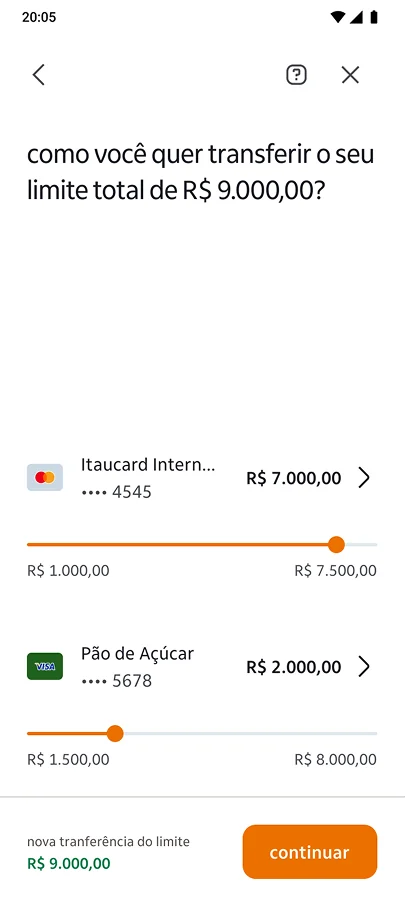 20:05
como você quer transferir o seu
limite total de R$ 9.000,00?
Itaucard Intern...
•••• 4545
R$ 7.000,00
R$ 1.000,00
R$ 7.500,00
VISA
Pão de Açúcar
•••• 5678
R$ 2.000,00
R$ 1.500,00
R$ 8.000,00
nova tranferência do limite
R$ 9.000,00
continuar